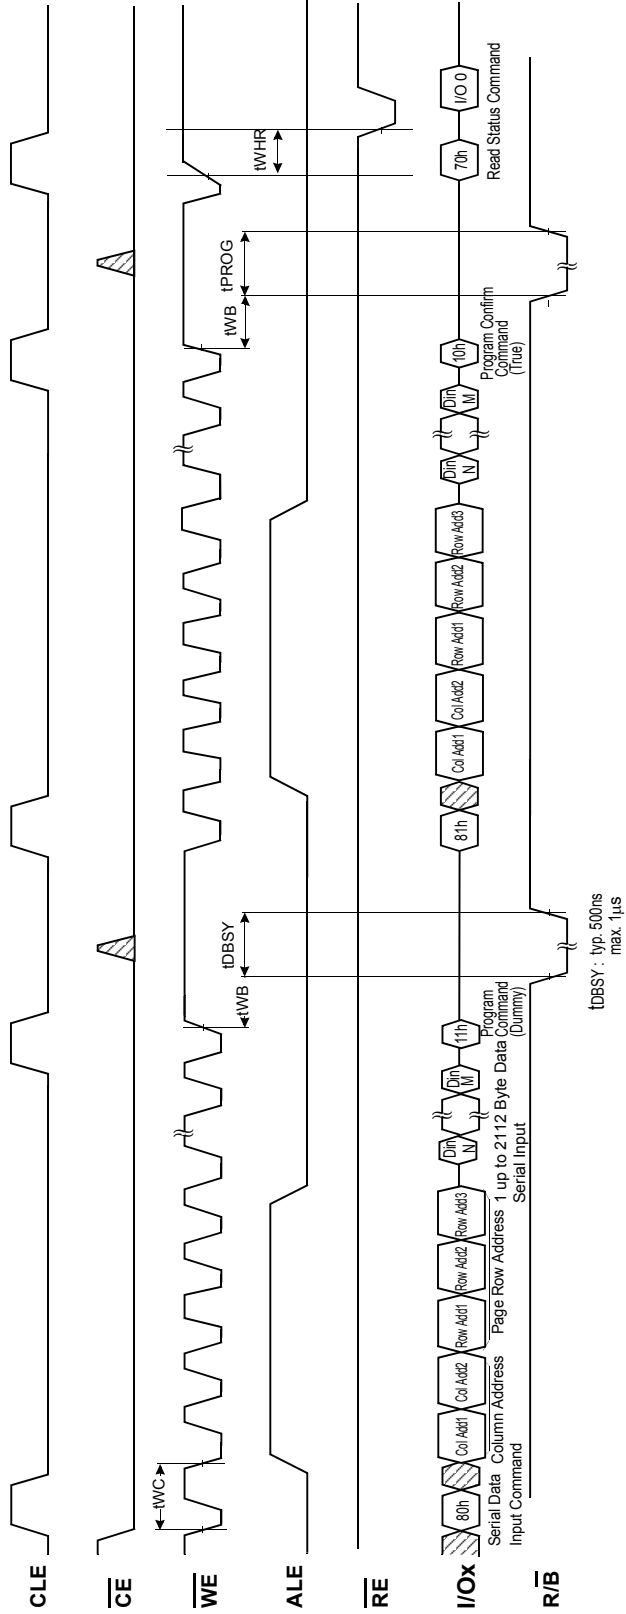 CLE
CE
WE
tWC
tWB
tDBSY
tWB
tPROG
tWHR
ALE
RE
I/Ox
80h
Col Add1
Col Add2
Row Add1
Row Add2
Row Add3
Din
N
Din
M
11h
81h
Col Add1
Col Add2
Row Add1
Row Add2
Row Add3
Din
N
Din
M
10h
70h
I/O 0
Serial Data
Input Command
Column Address
Page Row Address
1 up to 2112 Byte Data
Serial Input
Program
Command
(Dummy)
Program Confirm
Command
(True)
Read Status Command
R/B
tDBSY : typ. 500ns
max. 1μs